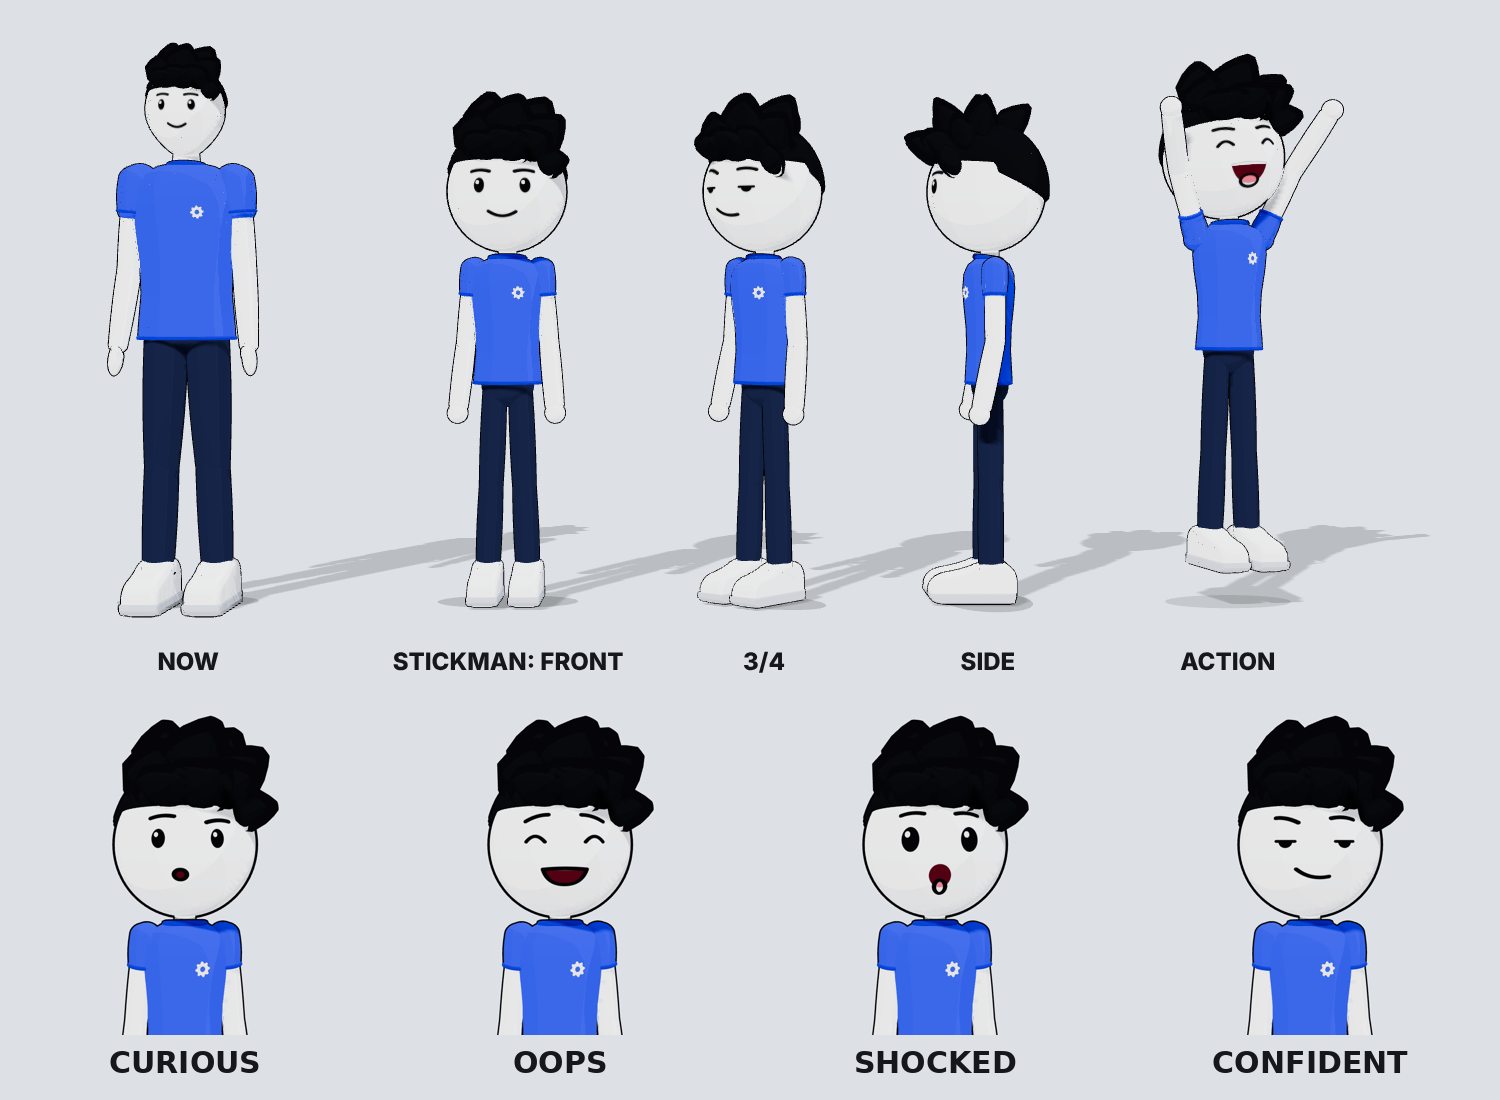 NOW
STICKMAN: FRONT
3/4
SIDE
ACTION
CURIOUS
OOPS
SHOCKED
CONFIDENT